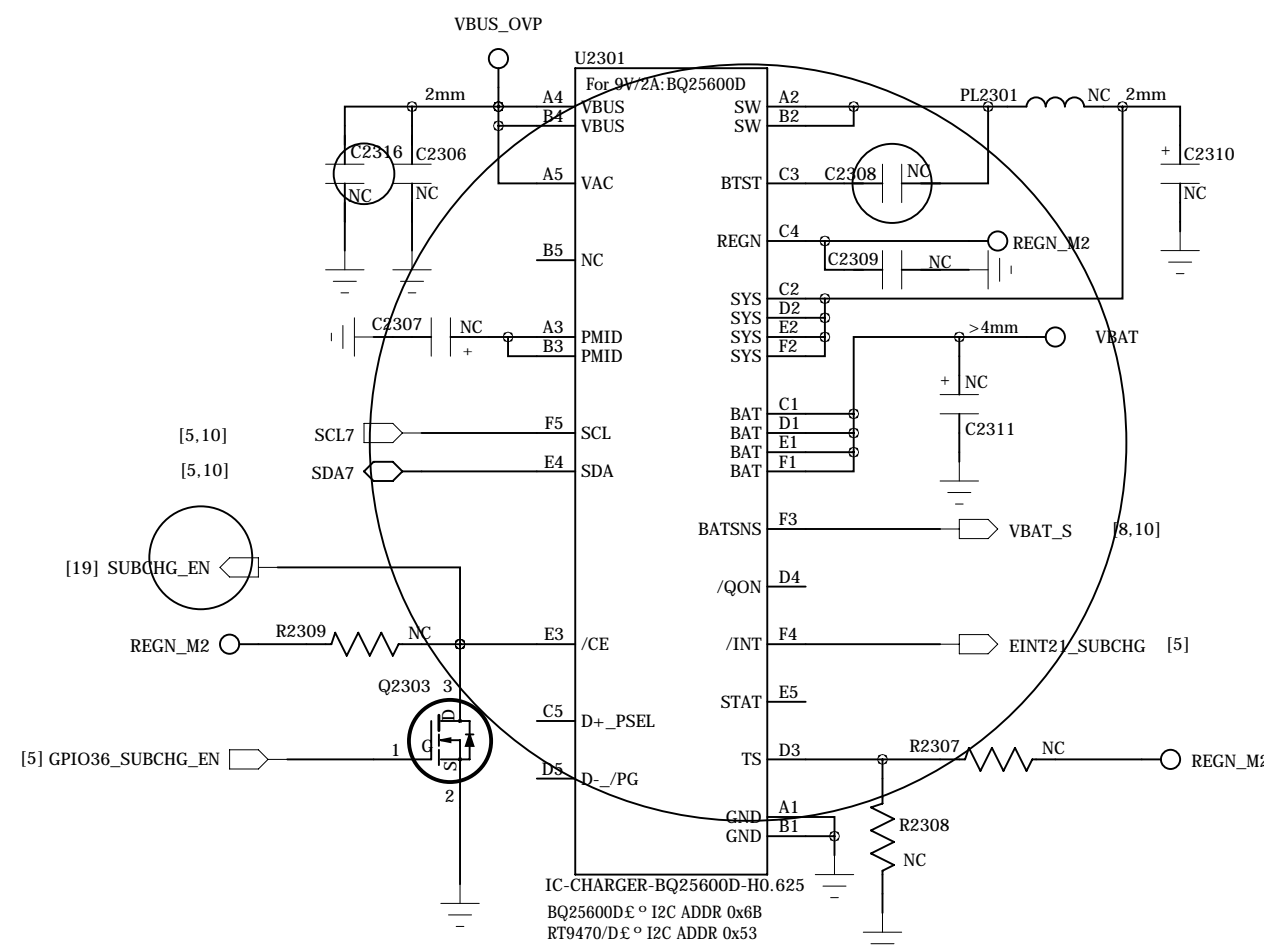 VBUS_OVP
U2301
For 9V/2A:BQ25600D
2mm A4 VBUS SW A2 PL2301 NC 2mm
B4 VBUS SW B2
C2316 C2306 C2310
+
NC NC A5 VAC BTST C3 C2308 NC NC
REGN C4 REGN_M2
B5 NC C2309 NC
SYS C2
SYS D2
C2307 NC A3 PMID SYS E2 >4mm VBAT
+ B3 PMID SYS F2
+ NC
BAT C1
[5,10] SCL7 F5 SCL BAT D1 C2311
BAT E1
[5,10] SDA7 E4 SDA BAT F1
BATSNS F3 VBAT_S [8,10]
[19] SUBCHG_EN /QON D4
REGN_M2 R2309 NC E3 /CE /INT F4 EINT21_SUBCHG [5]
Q2303 3 STAT E5
C5 D+_PSEL
D
[5] GPIO36_SUBCHG_EN 1 G TS D3 R2307 NC REGN_M2
S D5 D-_/PG
2
GND A1
GND B1 R2308
NC
IC-CHARGER-BQ25600D-H0.625
BQ25600D£º I2C ADDR 0x6B
RT9470/D£º I2C ADDR 0x53